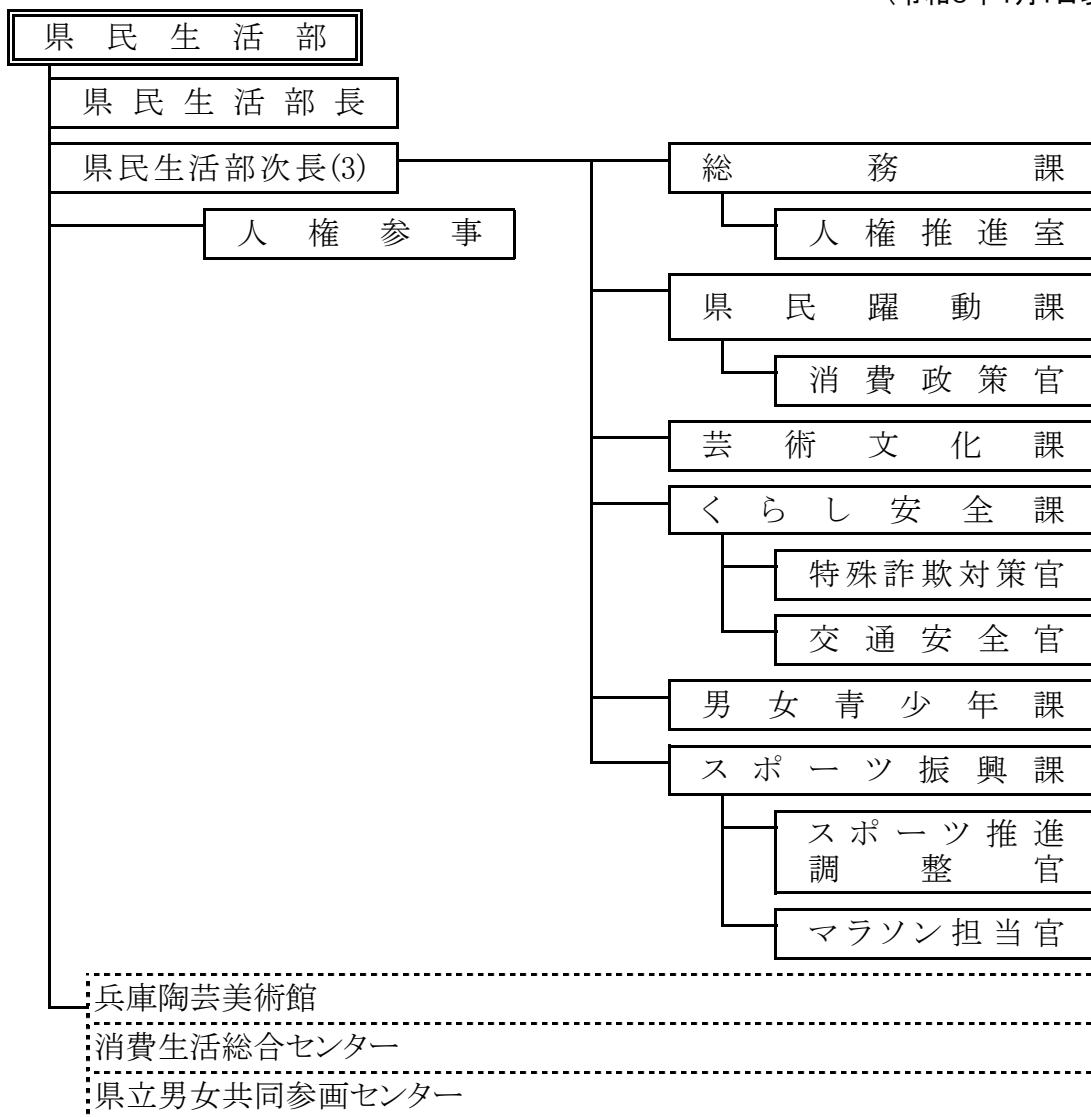 県民生活部
県民生活部長
県民生活部次長(3)
総務課
人権参事
人権推進室
県民躍動課
消費政策官
芸術文化課
くらし安全課
特殊詐欺対策官
交通安全官
男女青少年課
スポーツ振興課
スポーツ推進
調整官
マラソン担当官
兵庫陶芸美術館
消費生活総合センター
県立男女共同参画センター